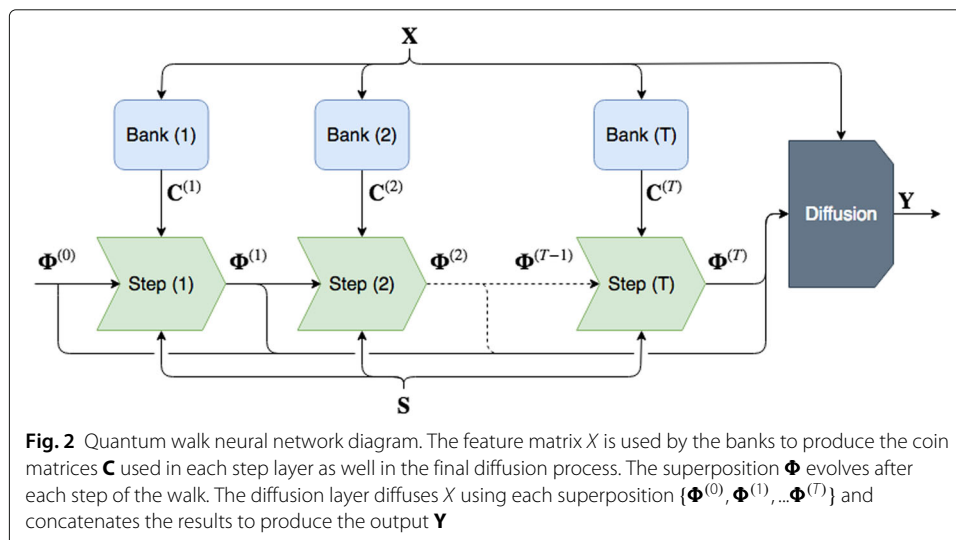 X
Bank (1)
Bank (2)
Bank (T)
C⁽¹⁾
C⁽²⁾
C⁽ᵀ⁾
Diffusion
Y
Φ⁽⁰⁾
Step (1)
Φ⁽¹⁾
Step (2)
Φ⁽²⁾
Φ⁽ᵀ⁻¹⁾
Step (T)
Φ⁽ᵀ⁾
S
Fig. 2 Quantum walk neural network diagram. The feature matrix X is used by the banks to produce the coin
matrices C used in each step layer as well in the final diffusion process. The superposition Φ evolves after
each step of the walk. The diffusion layer diffuses X using each superposition {Φ⁽⁰⁾, Φ⁽¹⁾, ...Φ⁽ᵀ⁾} and
concatenates the results to produce the output Y